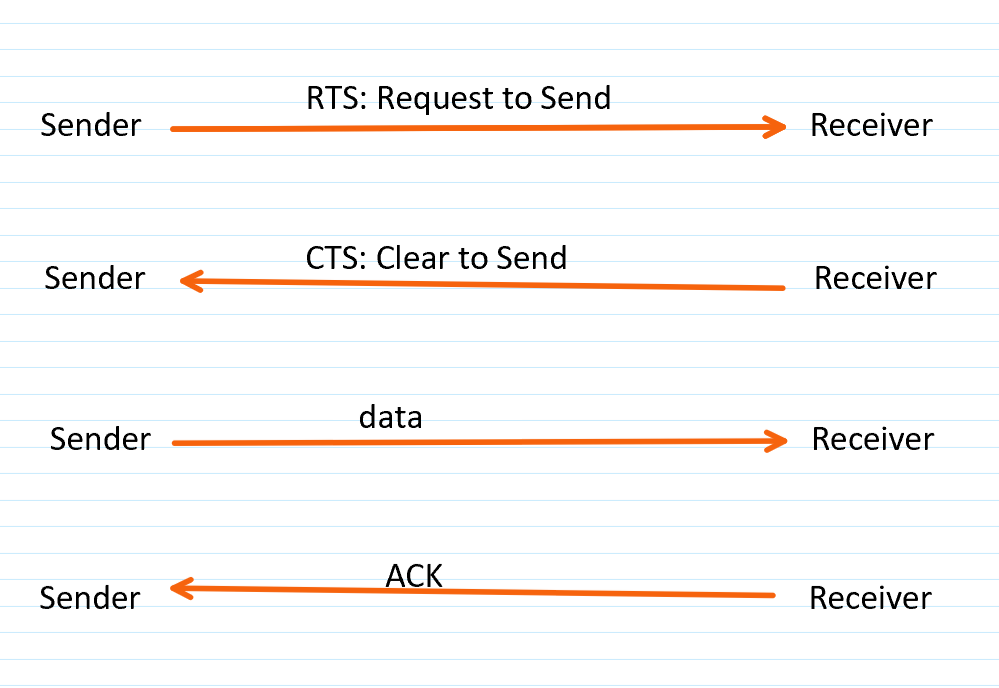 RTS: Request to Send
Sender Receiver
CTS: Clear to Send
Sender Receiver
data
Sender Receiver
ACK
Sender Receiver